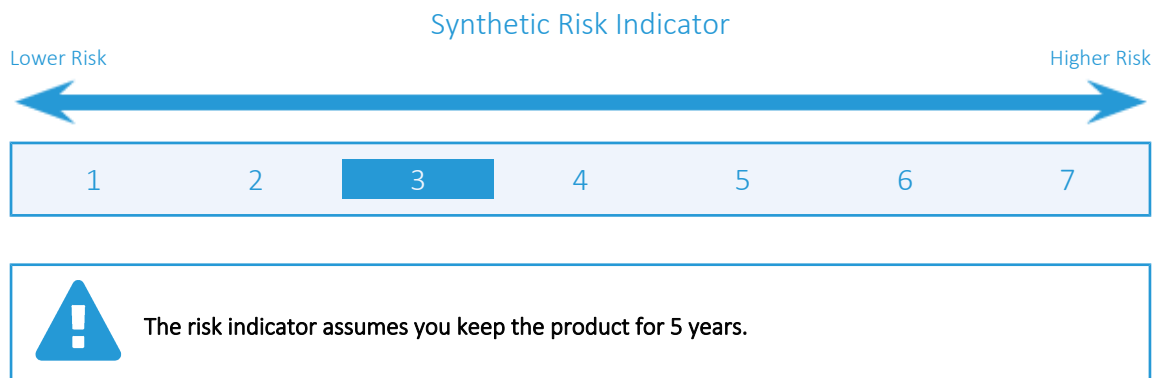 Synthetic Risk Indicator
Lower Risk Higher Risk
1 2 3 4 5 6 7
The risk indicator assumes you keep the product for 5 years.